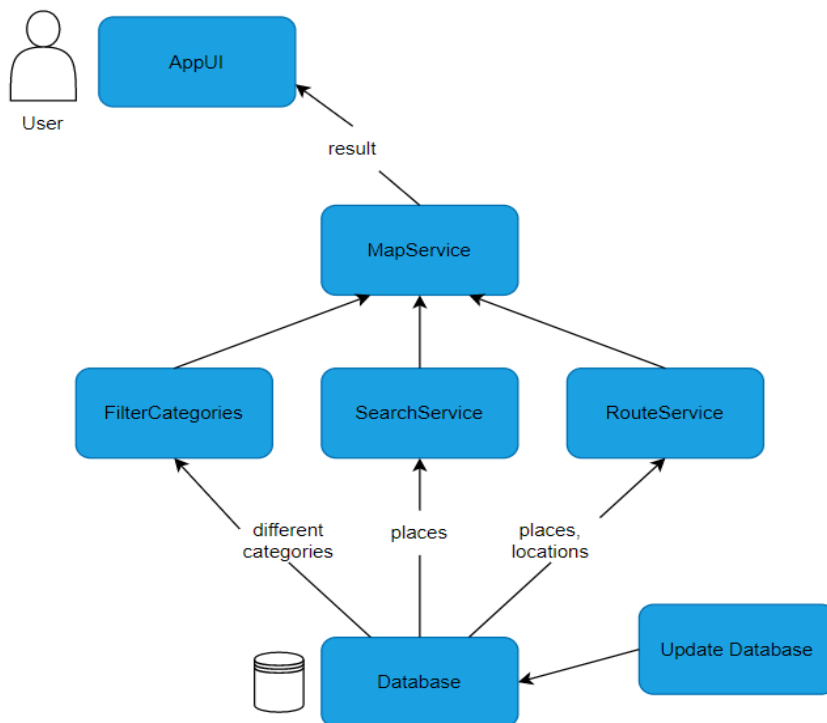 AppUI
User
result
MapService
FilterCategories
SearchService
RouteService
different
categories
places
places,
locations
Update Database
Database